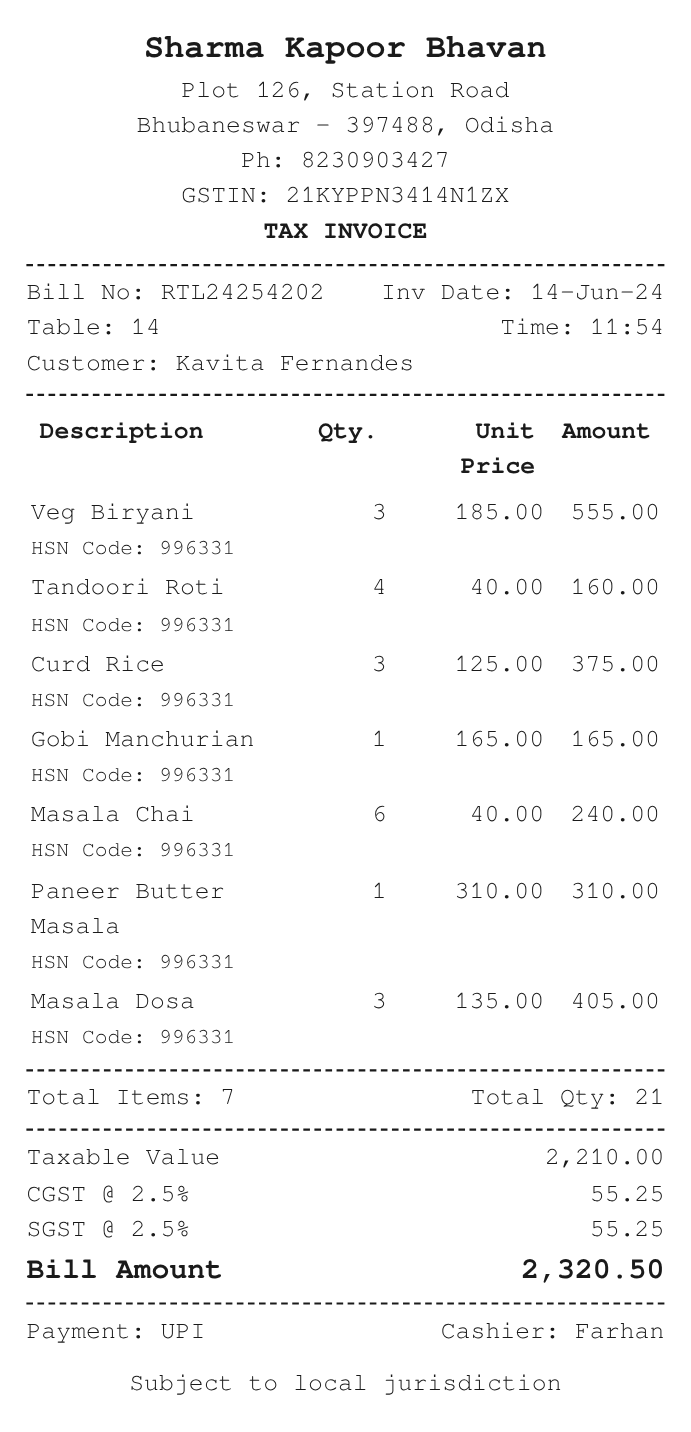 Sharma Kapoor Bhavan
Plot 126, Station Road
Bhubaneswar - 397488, Odisha
Ph: 8230903427
GSTIN: 21KYPPN3414N1ZX
TAX INVOICE
Bill No: RTL24254202 Inv Date: 14-Jun-24
Table: 14 Time: 11:54
Customer: Kavita Fernandes
Description Qty. Unit Price Amount
Veg Biryani 3 185.00 555.00
HSN Code: 996331
Tandoori Roti 4 40.00 160.00
HSN Code: 996331
Curd Rice 3 125.00 375.00
HSN Code: 996331
Gobi Manchurian 1 165.00 165.00
HSN Code: 996331
Masala Chai 6 40.00 240.00
HSN Code: 996331
Paneer Butter 1 310.00 310.00
Masala
HSN Code: 996331
Masala Dosa 3 135.00 405.00
HSN Code: 996331
Total Items: 7 Total Qty: 21
Taxable Value 2,210.00
CGST @ 2.5% 55.25
SGST @ 2.5% 55.25
Bill Amount 2,320.50
Payment: UPI Cashier: Farhan
Subject to local jurisdiction